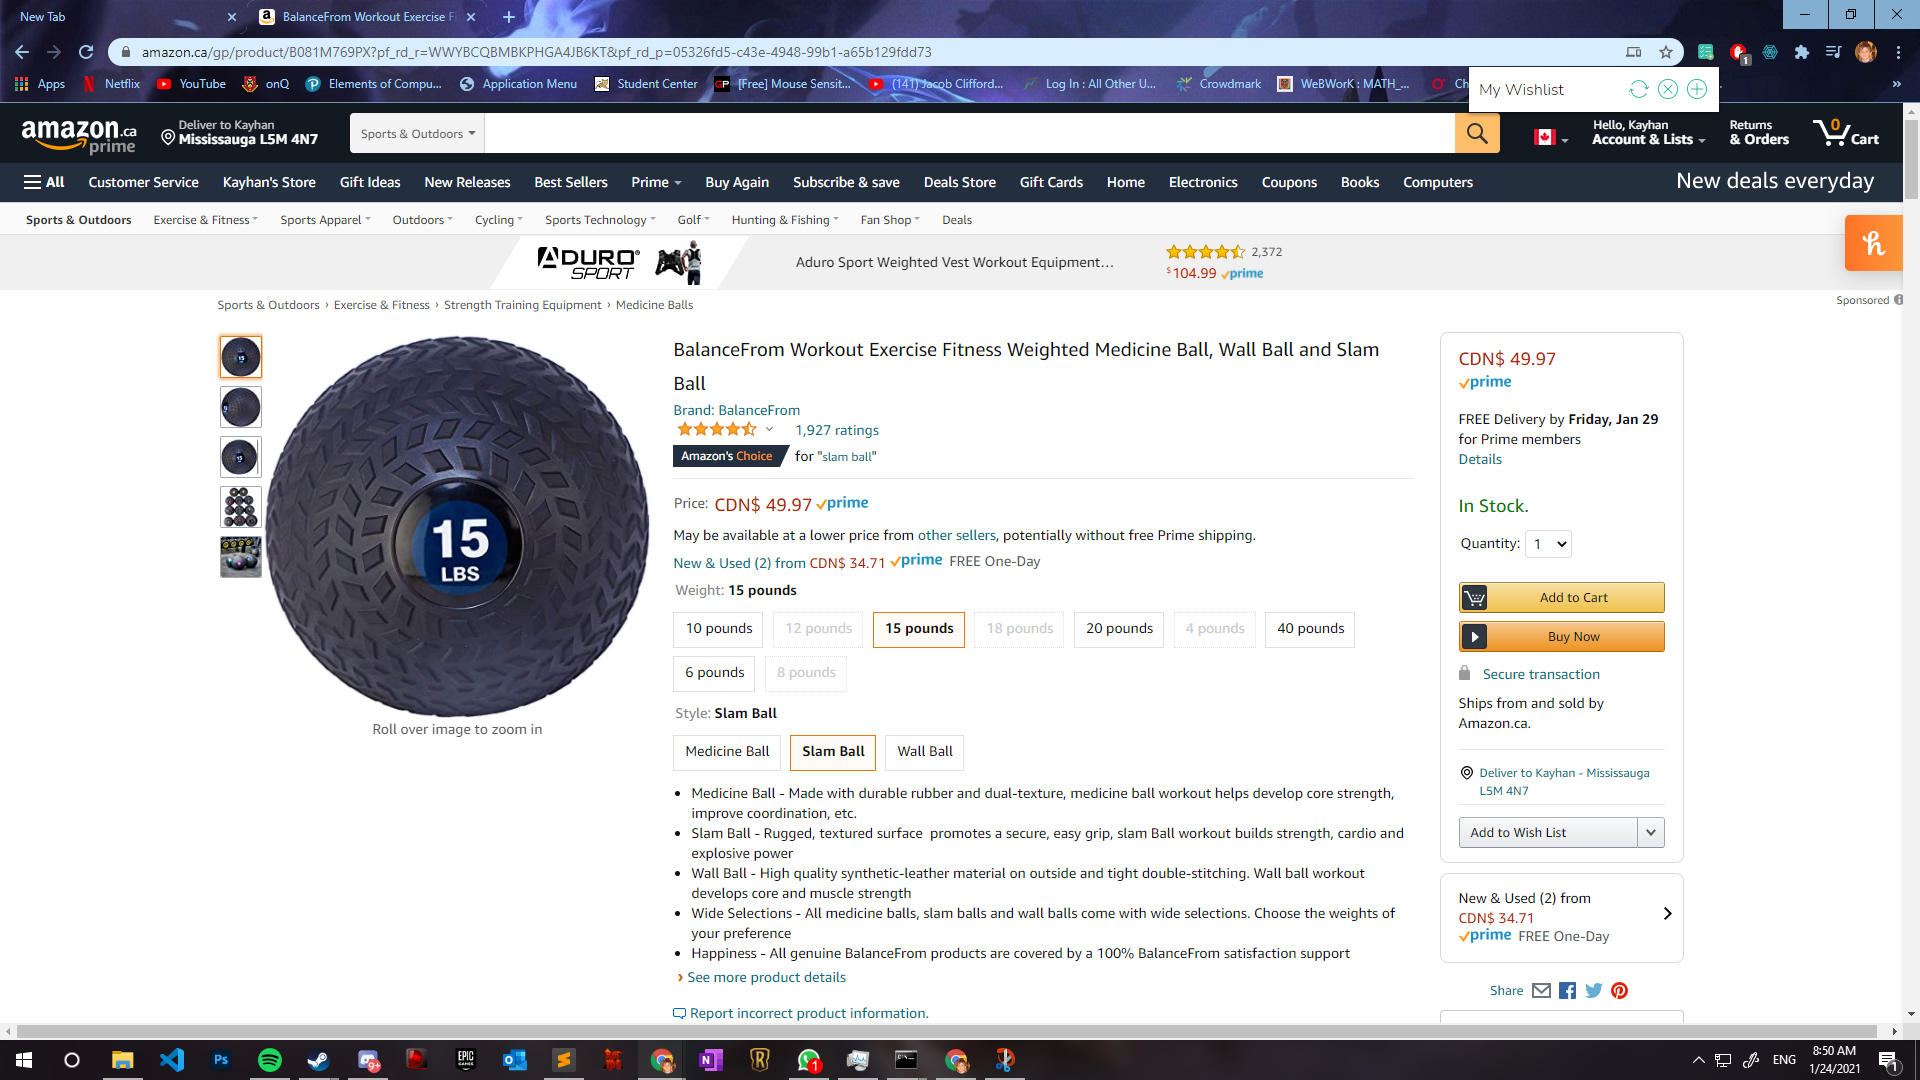 New Tab
BalanceFrom Workout Exercise Fi
amazon.ca/gp/product/B081M769PX?pf_rd_r=WWYBCQBMBKPHGA4JB6KT&pf_rd_p=05326fd5-c43e-4948-99b1-a65b129fdd73
Apps Netflix YouTube onQ Elements of Compu... Application Menu Student Center [Free] Mouse Sensit... (141) Jacob Clifford... Log In : All Other U... Crowdmark WeBWorK : MATH_... Ch
My Wishlist
amazon.ca prime
Deliver to Kayhan
Mississauga L5M 4N7
Sports & Outdoors
Hello, Kayhan
Account & Lists
Returns
& Orders
0
Cart
All Customer Service Kayhan's Store Gift Ideas New Releases Best Sellers Prime Buy Again Subscribe & save Deals Store Gift Cards Home Electronics Coupons Books Computers
New deals everyday
Sports & Outdoors Exercise & Fitness Sports Apparel Outdoors Cycling Sports Technology Golf Hunting & Fishing Fan Shop Deals
ADURO SPORT
Aduro Sport Weighted Vest Workout Equipment…
2,372
$104.99 prime
Sponsored
Sports & Outdoors › Exercise & Fitness › Strength Training Equipment › Medicine Balls
15
LBS
Roll over image to zoom in
BalanceFrom Workout Exercise Fitness Weighted Medicine Ball, Wall Ball and Slam
Ball
Brand: BalanceFrom
1,927 ratings
Amazon's Choice for "slam ball"
Price: CDN$ 49.97 prime
May be available at a lower price from other sellers, potentially without free Prime shipping.
New & Used (2) from CDN$ 34.71 prime FREE One-Day
Weight: 15 pounds
10 pounds 12 pounds 15 pounds 18 pounds 20 pounds 4 pounds 40 pounds
6 pounds 8 pounds
Style: Slam Ball
Medicine Ball Slam Ball Wall Ball
• Medicine Ball - Made with durable rubber and dual-texture, medicine ball workout helps develop core strength,
improve coordination, etc.
• Slam Ball - Rugged, textured surface promotes a secure, easy grip, slam Ball workout builds strength, cardio and
explosive power
• Wall Ball - High quality synthetic-leather material on outside and tight double-stitching. Wall ball workout
develops core and muscle strength
• Wide Selections - All medicine balls, slam balls and wall balls come with wide selections. Choose the weights of
your preference
• Happiness - All genuine BalanceFrom products are covered by a 100% BalanceFrom satisfaction support
› See more product details
Report incorrect product information.
CDN$ 49.97
prime
FREE Delivery by Friday, Jan 29
for Prime members
Details
In Stock.
Quantity: 1
Add to Cart
Buy Now
Secure transaction
Ships from and sold by
Amazon.ca.
Deliver to Kayhan - Mississauga
L5M 4N7
Add to Wish List
New & Used (2) from
CDN$ 34.71
prime FREE One-Day
Share
ENG
8:50 AM
1/24/2021